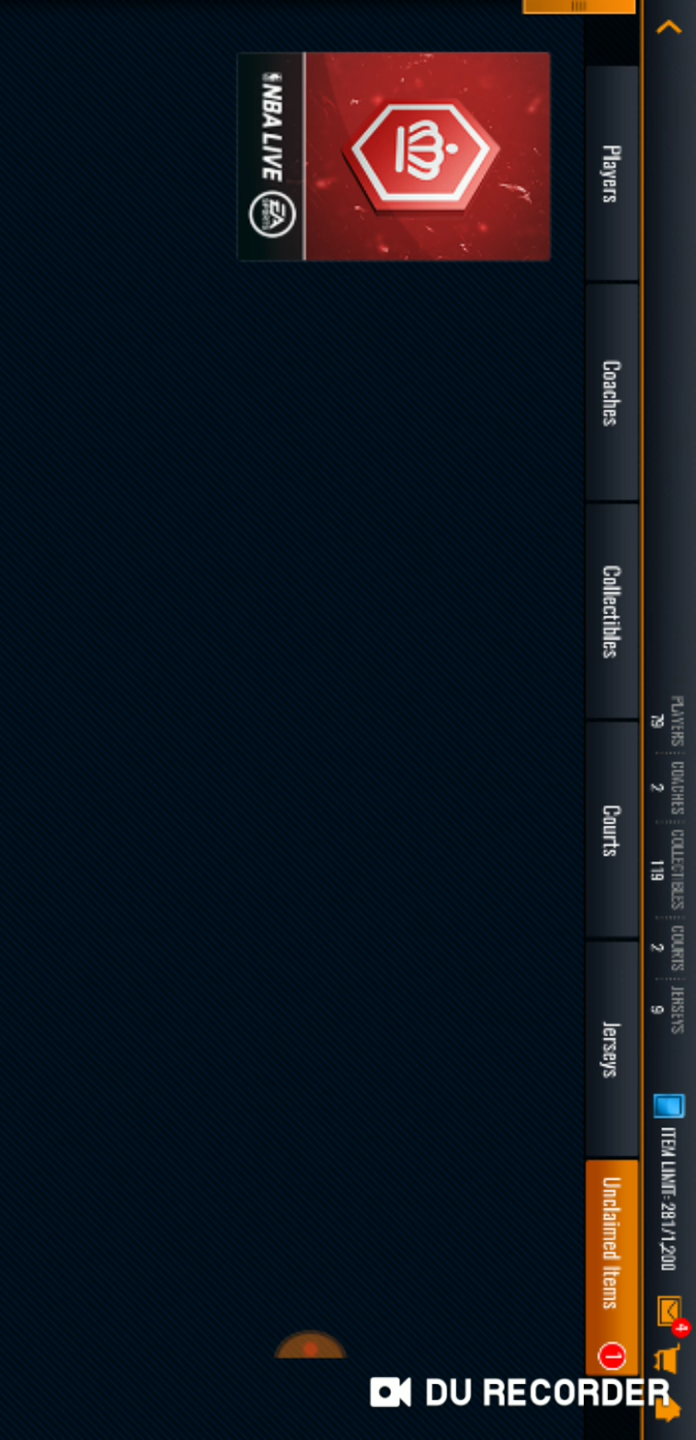 PLAYERS COACHES COLLECTIBLES COURTS JERSEYS
79 2 119 2 9
ITEM LIMIT: 281/1,200
4
Players Coaches Collectibles Courts Jerseys Unclaimed Items 1
NBA LIVE EA SPORTS
DU RECORDER